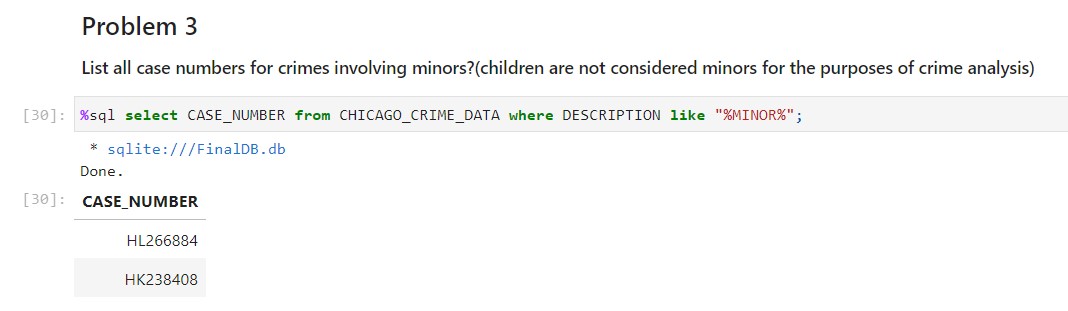 Problem 3
List all case numbers for crimes involving minors?(children are not considered minors for the purposes of crime analysis)
[30]: %sql select CASE_NUMBER from CHICAGO_CRIME_DATA where DESCRIPTION like "%MINOR%";
* sqlite:///FinalDB.db
Done.
[30]: CASE_NUMBER
HL266884
HK238408